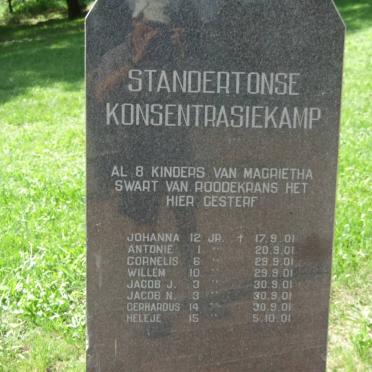 STANDERTONSE
KONSENTRASIEKAMP
AL 8 KINDERS VAN MAGRIETHA
SWART VAN ROODEKRANS HET
HIER GESTERF
JOHANNA 12 JR. † 17.9.01
ANTONIE 1 " " 20.9.01
CORNELIS 6 " " 29.9.01
WILLEM 10 " " 29.9.01
JACOB J. 3 " " 30.9.01
JACOB N. 3 " " 30.9.01
GERHARDUS 14 " " 30.9.01
HELEJE 15 " " 5.10.01